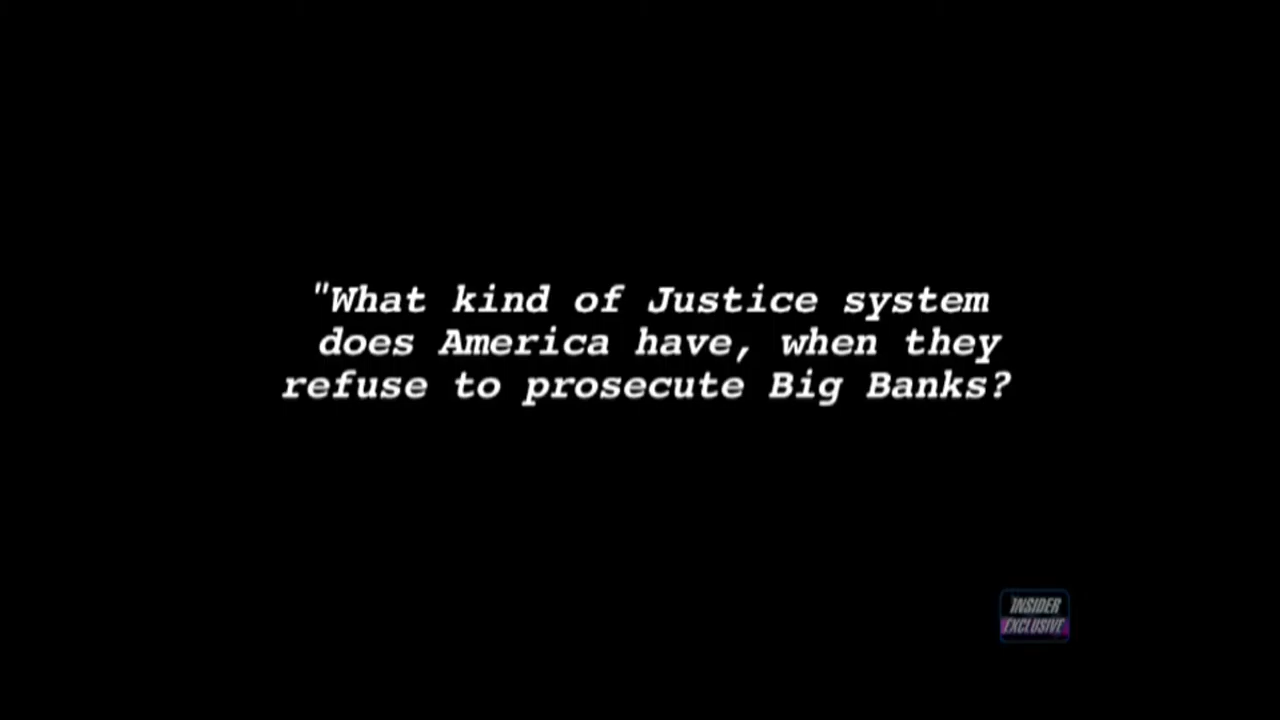 "What kind of Justice system
does America have, when they
refuse to prosecute Big Banks?
INSIDER
EXCLUSIVE